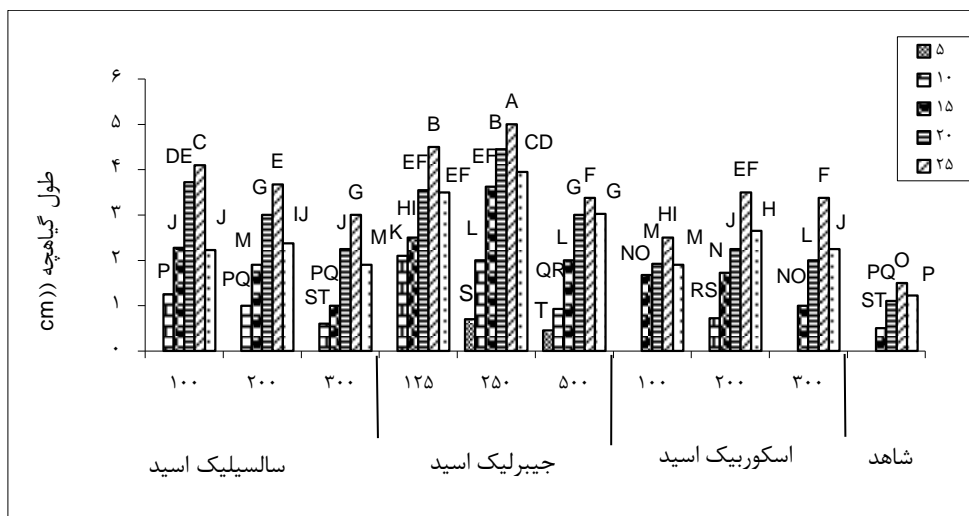 ۵
۱۰
۱۵
۲۰
۲۵
طول گیاهچه ((cm
۶
۵
۴
۳
۲
۱
۰
P J DE C J
PQ M G E IJ
ST PQ J G M
K HI EF B EF
S L EF B A CD
T QR L G F G
NO M HI M
RS N J EF H
NO L F J
ST PQ O P
۱۰۰ ۲۰۰ ۳۰۰ ۱۲۵ ۲۵۰ ۵۰۰ ۱۰۰ ۲۰۰ ۳۰۰
سالسیلیک اسید جیبرلیک اسید اسکوربیک اسید شاهد